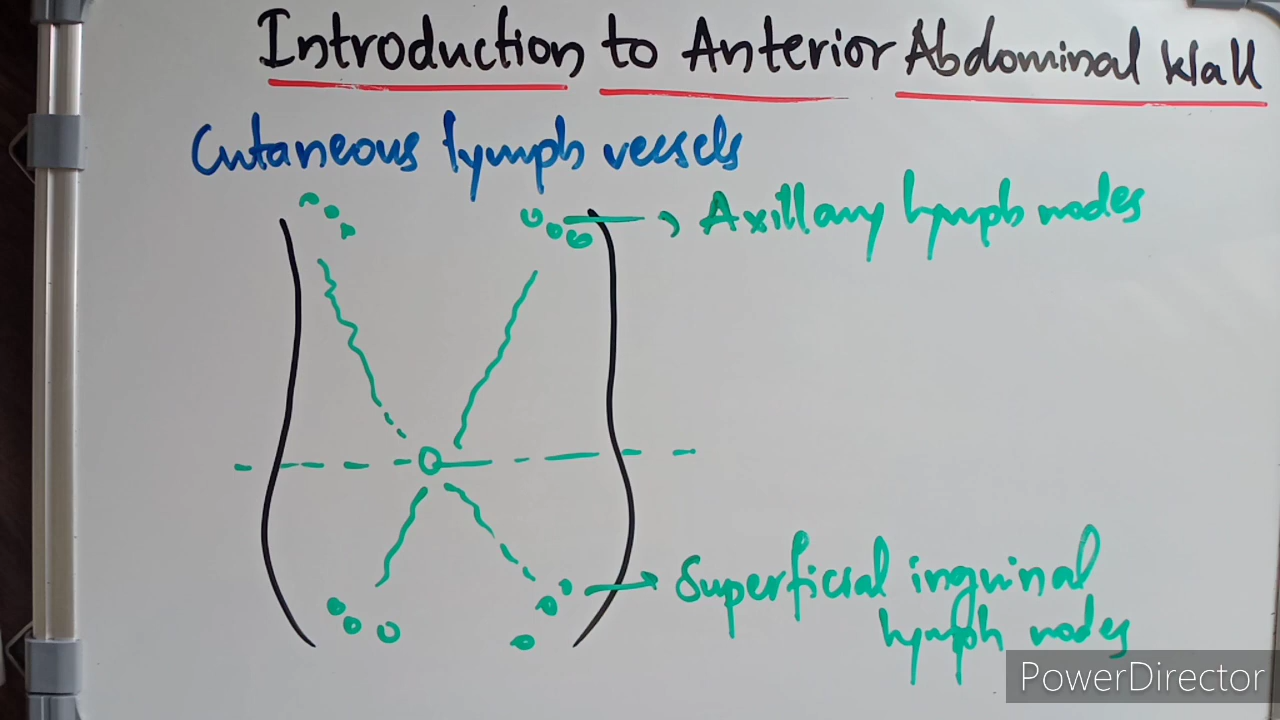 Introduction to Anterior Abdominal Wall
Cutaneous lymph vessels
Axillary lymph nodes
Superficial inguinal
lymph nodes
PowerDirector